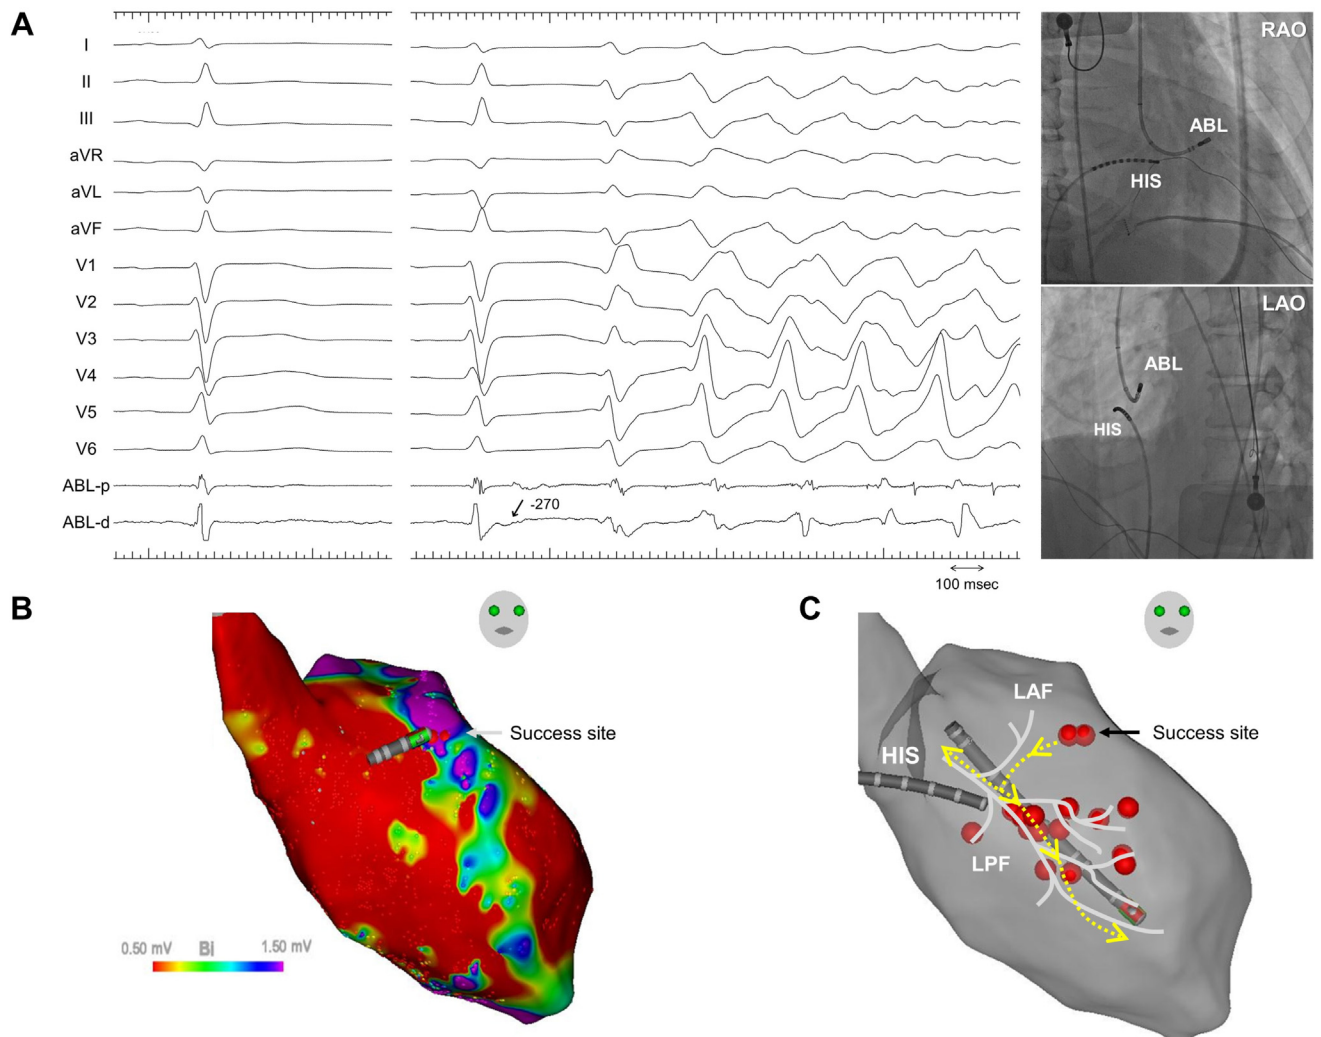 A
I
II
III
aVR
aVL
aVF
V1
V2
V3
V4
V5
V6
ABL-p
ABL-d
-270
100 msec
RAO
ABL
HIS
LAO
ABL
HIS
B
Success site
0.50 mV Bi 1.50 mV
C
LAF
Success site
HIS
LPF